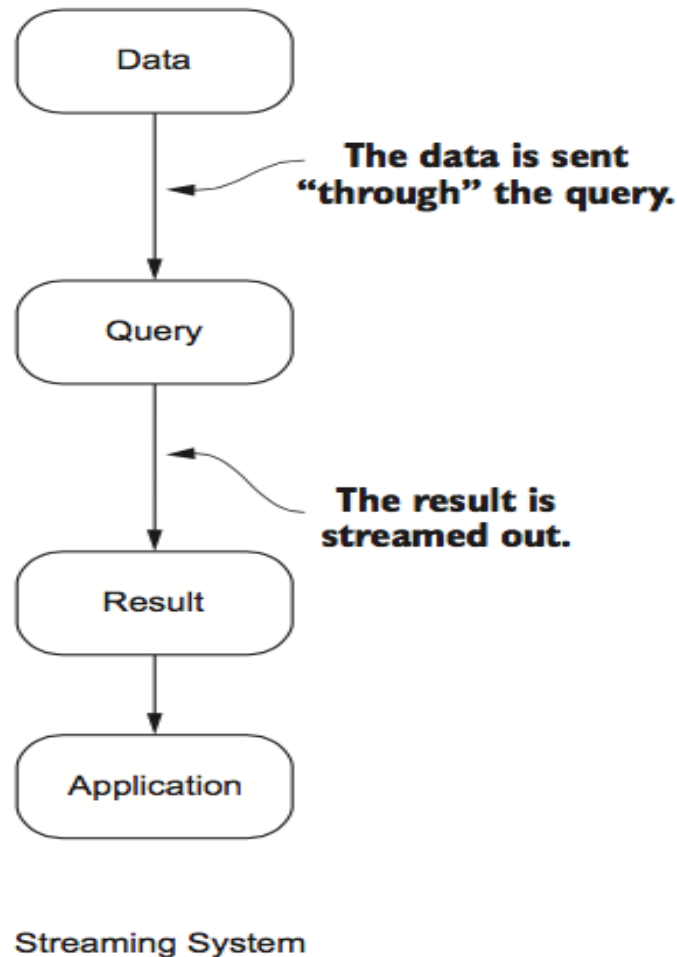 Data
The data is sent
“through” the query.
Query
The result is
streamed out.
Result
Application
Streaming System